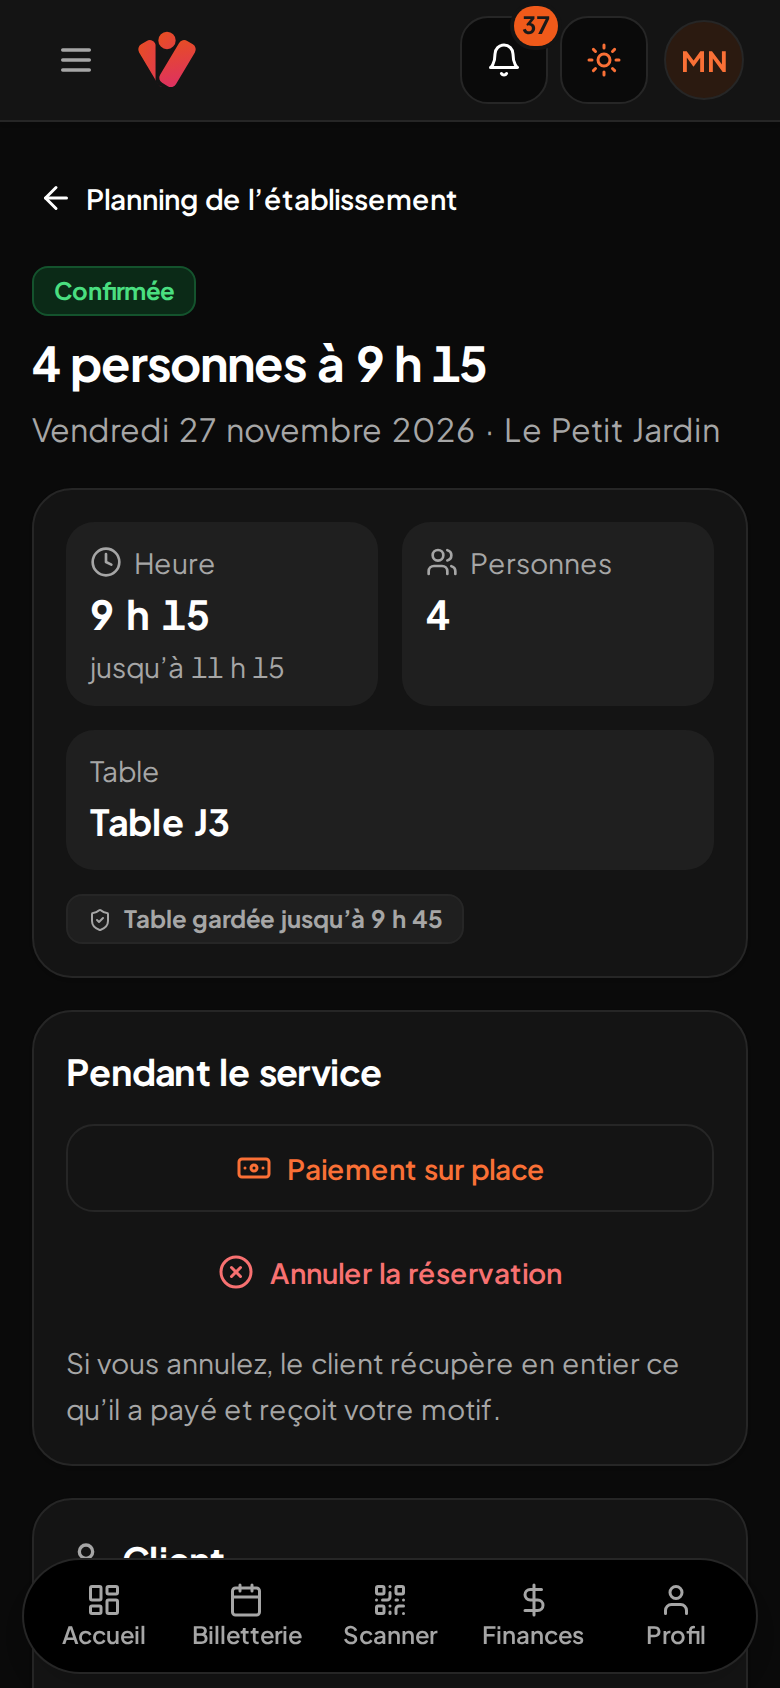 37
MN
Planning de l’établissement
Confirmée
4 personnes à 9 h 15
Vendredi 27 novembre 2026 · Le Petit Jardin
Heure
9 h 15
jusqu’à 11 h 15
Personnes
4
Table
Table J3
Table gardée jusqu’à 9 h 45
Pendant le service
Paiement sur place
Annuler la réservation
Si vous annulez, le client récupère en entier ce
qu’il a payé et reçoit votre motif.
Client
Accueil
Billetterie
Scanner
Finances
Profil